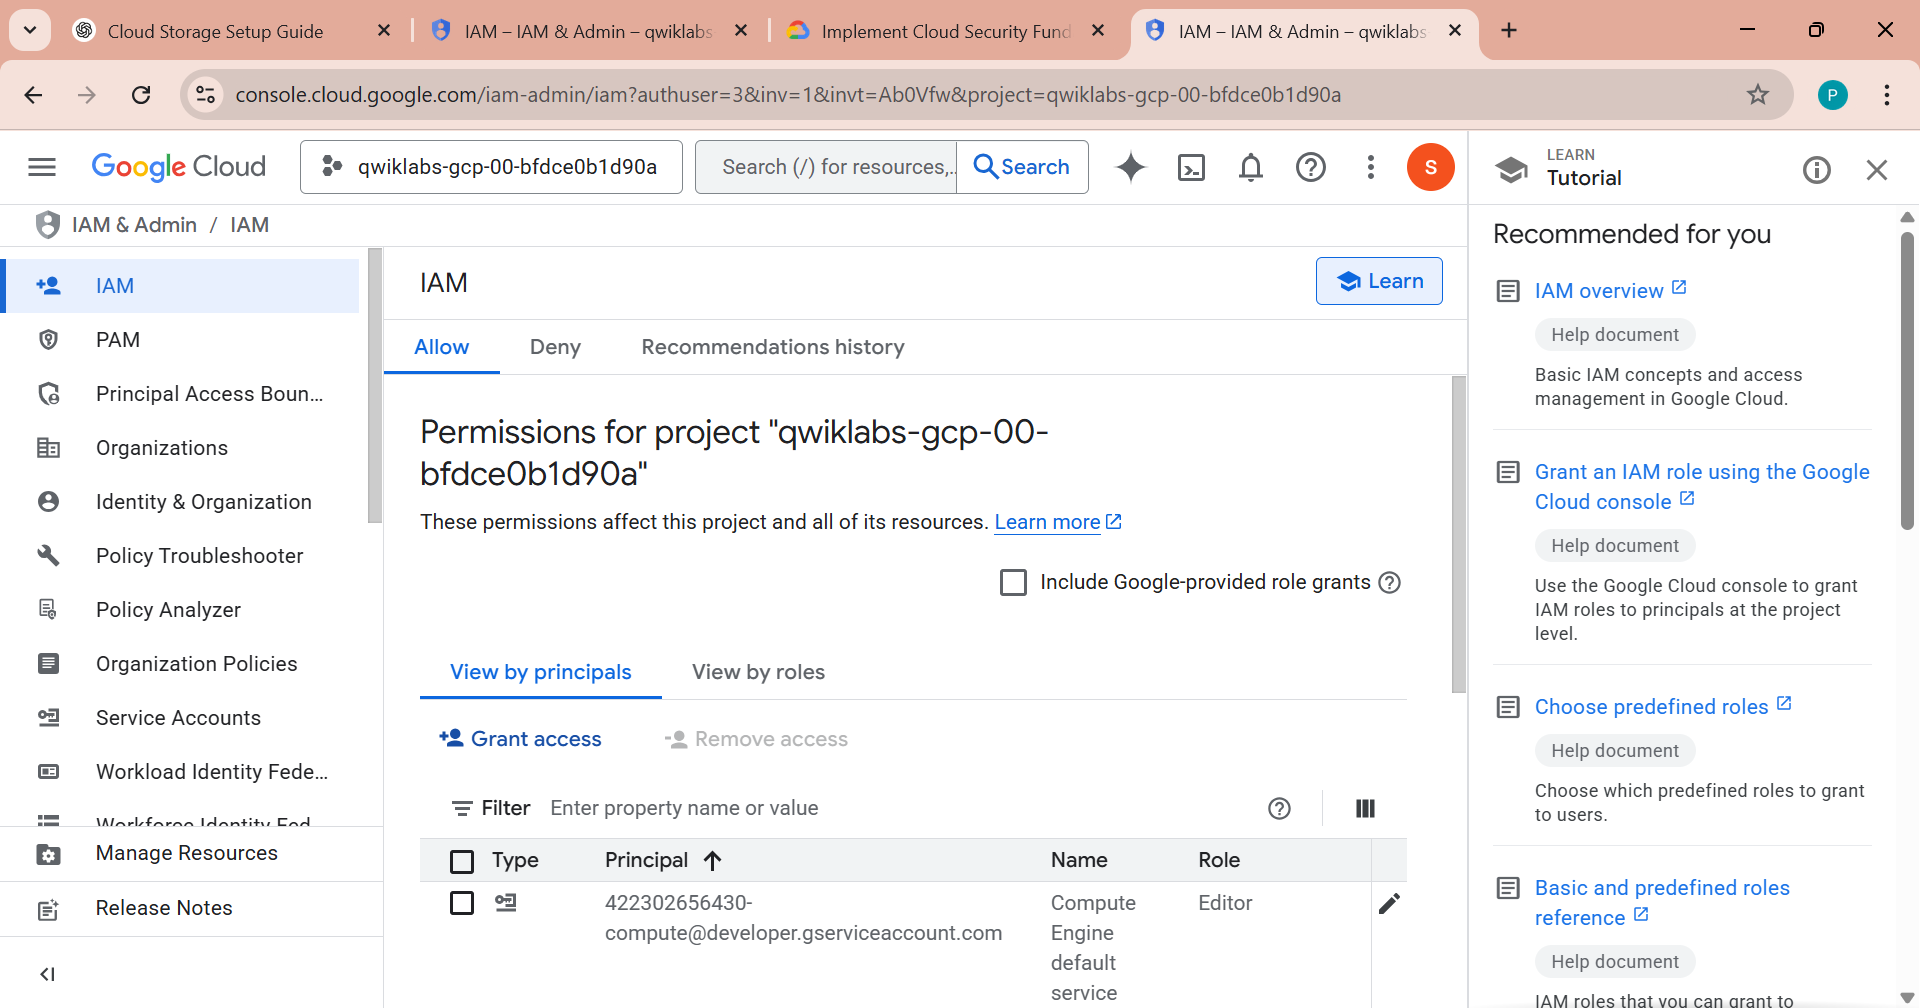 Cloud Storage Setup Guide
IAM – IAM & Admin – qwiklabs
Implement Cloud Security Fund
IAM – IAM & Admin – qwiklabs
console.cloud.google.com/iam-admin/iam?authuser=3&inv=1&invt=Ab0Vfw&project=qwiklabs-gcp-00-bfdce0b1d90a
P
Google Cloud
qwiklabs-gcp-00-bfdce0b1d90a
Search (/) for resources,..
Search
S
LEARN
Tutorial
IAM & Admin / IAM
IAM
PAM
Principal Access Boun...
Organizations
Identity & Organization
Policy Troubleshooter
Policy Analyzer
Organization Policies
Service Accounts
Workload Identity Fede...
Workforce Identity Fed
Manage Resources
Release Notes
IAM
Learn
Allow
Deny
Recommendations history
Permissions for project "qwiklabs-gcp-00-
bfdce0b1d90a"
These permissions affect this project and all of its resources. Learn more
Include Google-provided role grants
View by principals
View by roles
Grant access
Remove access
Filter Enter property name or value
Type Principal Name Role
422302656430-
compute@developer.gserviceaccount.com
Compute
Engine
default
service
Editor
Recommended for you
IAM overview
Help document
Basic IAM concepts and access
management in Google Cloud.
Grant an IAM role using the Google
Cloud console
Help document
Use the Google Cloud console to grant
IAM roles to principals at the project
level.
Choose predefined roles
Help document
Choose which predefined roles to grant
to users.
Basic and predefined roles
reference
Help document
IAM roles that you can grant to